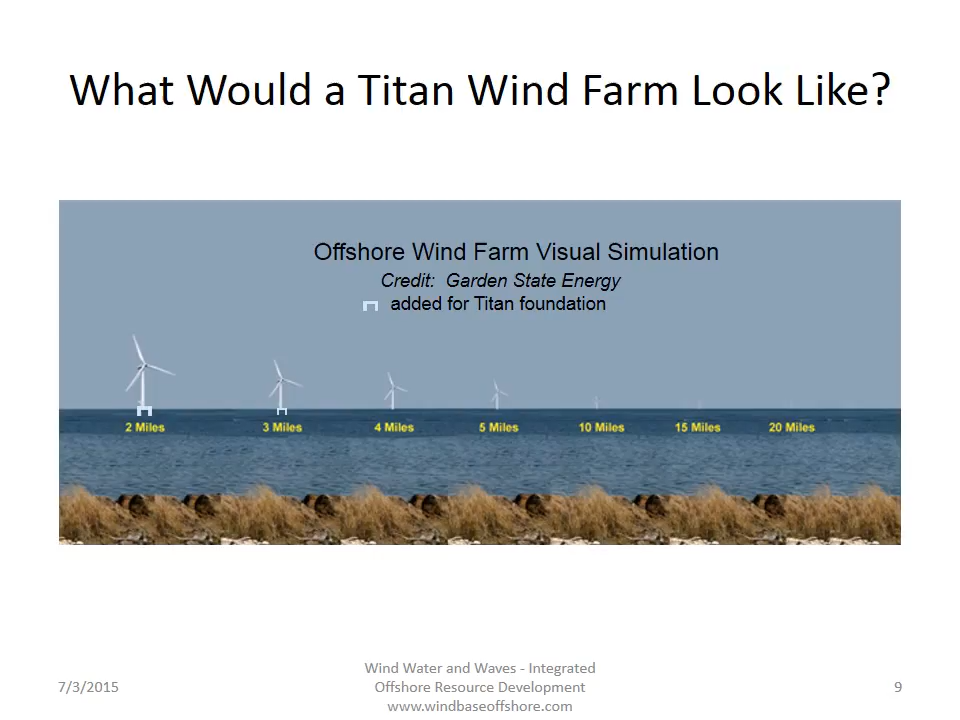 What Would a Titan Wind Farm Look Like?
Offshore Wind Farm Visual Simulation
Credit: Garden State Energy
added for Titan foundation
2 Miles
3 Miles
4 Miles
5 Miles
10 Miles
15 Miles
20 Miles
7/3/2015
Wind Water and Waves - Integrated
Offshore Resource Development
www.windbaseoffshore.com
9